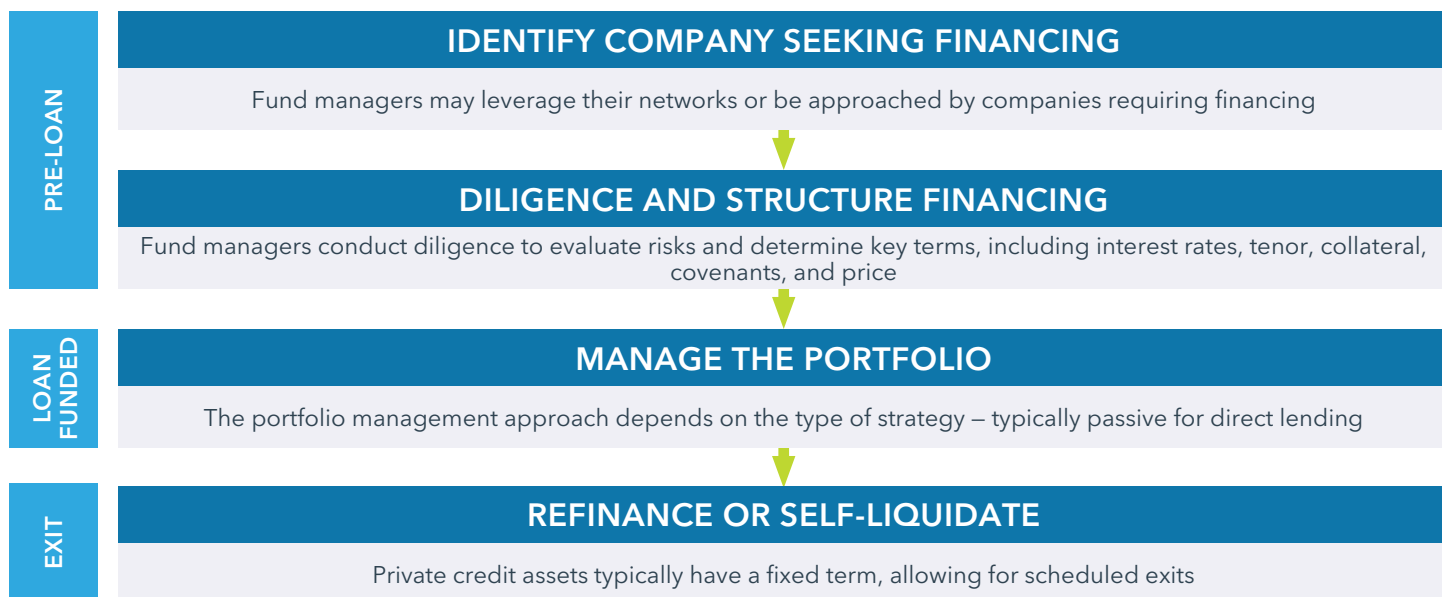 PRE-LOAN
IDENTIFY COMPANY SEEKING FINANCING
Fund managers may leverage their networks or be approached by companies requiring financing
DILIGENCE AND STRUCTURE FINANCING
Fund managers conduct diligence to evaluate risks and determine key terms, including interest rates, tenor, collateral,
covenants, and price
LOAN
FUNDED
MANAGE THE PORTFOLIO
The portfolio management approach depends on the type of strategy – typically passive for direct lending
EXIT
REFINANCE OR SELF-LIQUIDATE
Private credit assets typically have a fixed term, allowing for scheduled exits